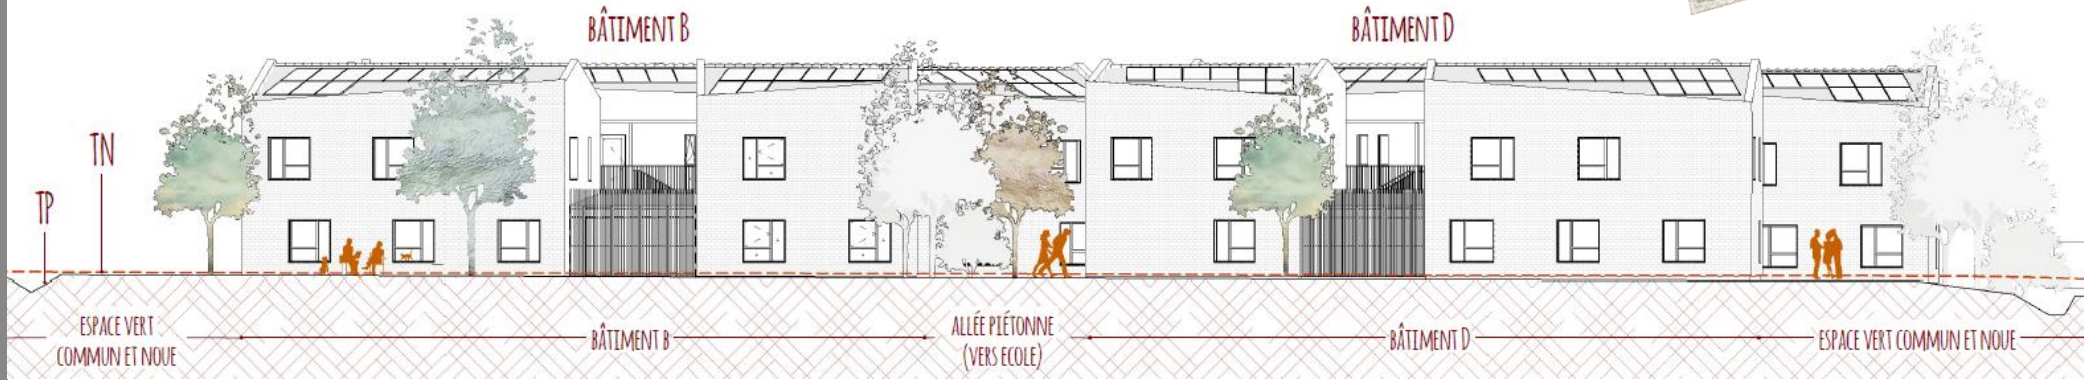 BÂTIMENT B
BÂTIMENT D
TN
TP
ESPACE VERT
COMMUN ET NOUE
BÂTIMENT B
ALLÉE PIÉTONNE
(VERS ECOLE)
BÂTIMENT D
ESPACE VERT COMMUN ET NOUE